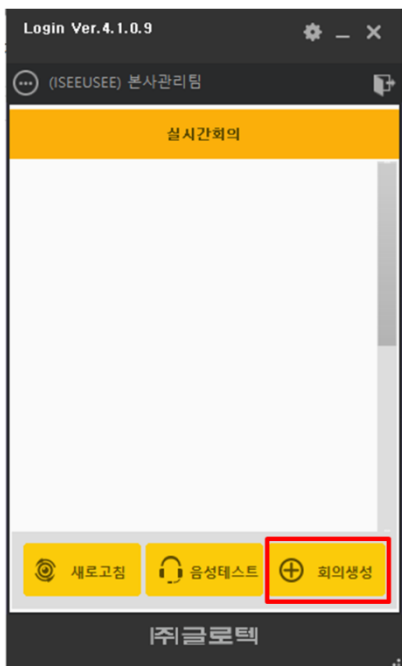 Login Ver.4.1.0.9
(ISEEUSEE) 본사관리팀
실시간회의
새로고침 음성테스트 회의생성
㈜글로텍